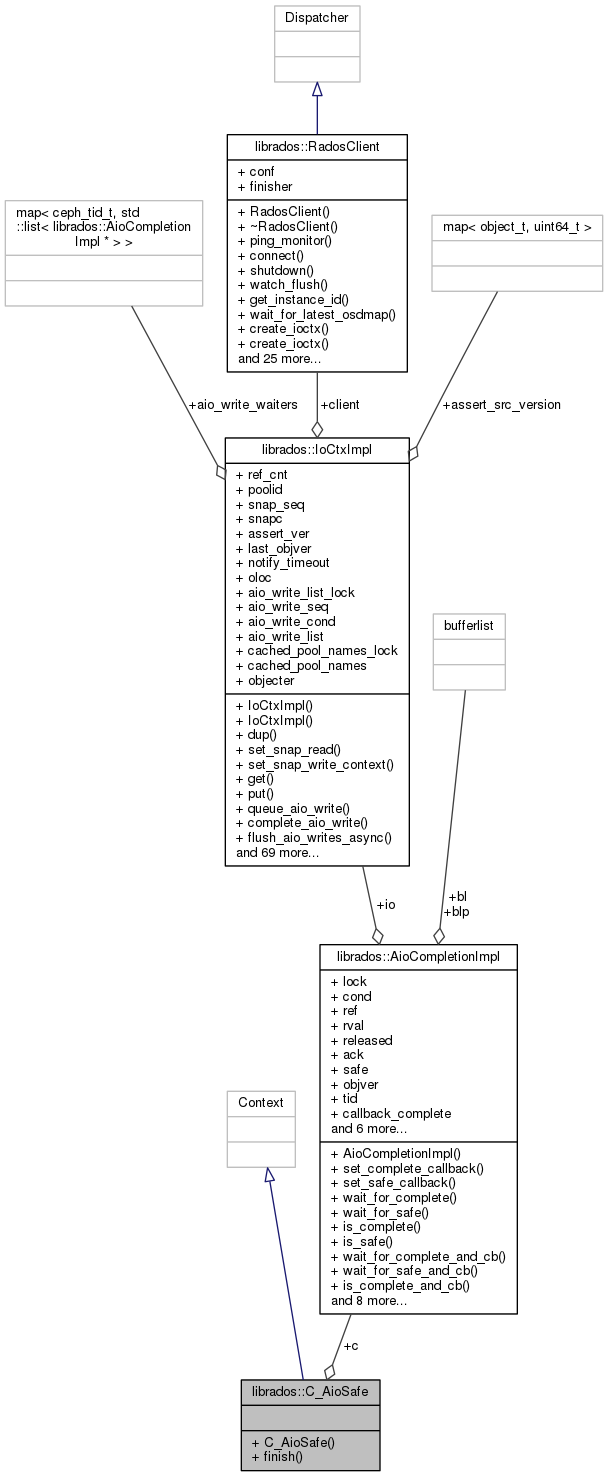 Dispatcher
librados::RadosClient
+ conf
+ finisher
+ RadosClient()
+ ~RadosClient()
+ ping_monitor()
+ connect()
+ shutdown()
+ watch_flush()
+ get_instance_id()
+ wait_for_latest_osdmap()
+ create_ioctx()
+ create_ioctx()
and 25 more...
map< ceph_tid_t, std
::list< librados::AioCompletion
Impl * > >
map< object_t, uint64_t >
+aio_write_waiters
+client
+assert_src_version
librados::IoCtxImpl
+ ref_cnt
+ poolid
+ snap_seq
+ snapc
+ assert_ver
+ last_objver
+ notify_timeout
+ oloc
+ aio_write_list_lock
+ aio_write_seq
+ aio_write_cond
+ aio_write_list
+ cached_pool_names_lock
+ cached_pool_names
+ objecter
+ IoCtxImpl()
+ IoCtxImpl()
+ dup()
+ set_snap_read()
+ set_snap_write_context()
+ get()
+ put()
+ queue_aio_write()
+ complete_aio_write()
+ flush_aio_writes_async()
and 69 more...
bufferlist
+io
+bl
+blp
librados::AioCompletionImpl
+ lock
+ cond
+ ref
+ rval
+ released
+ ack
+ safe
+ objver
+ tid
+ callback_complete
and 6 more...
+ AioCompletionImpl()
+ set_complete_callback()
+ set_safe_callback()
+ wait_for_complete()
+ wait_for_safe()
+ is_complete()
+ is_safe()
+ wait_for_complete_and_cb()
+ wait_for_safe_and_cb()
+ is_complete_and_cb()
and 8 more...
Context
+c
librados::C_AioSafe
+ C_AioSafe()
+ finish()